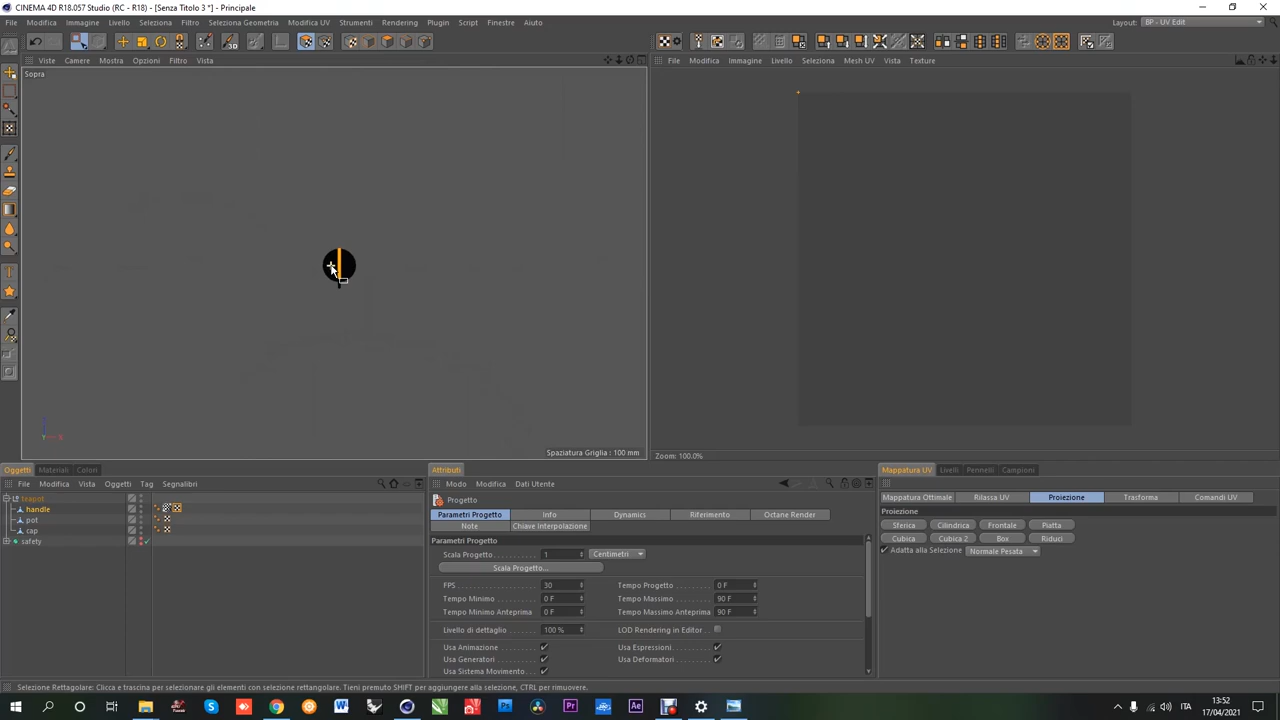 CINEMA 4D R18.057 Studio (RC - R18) - [Senza Titolo 3 *] - Principale
File Modifica Immagine Livello Seleziona Filtro Selezione Geometria Modifica UV Strumenti Rendering Plugin Script Finestre Aiuto Layout: BP - UV Edit
Viste Camere Mostra Opzioni Filtro Vista
File Modifica Immagine Livello Seleziona Mesh UV Vista Texture
Sopra
Y
Spaziatura Griglia : 100 mm
Zoom: 100.0%
Oggetti Materiali Colori
Attributi
Mappatura UV Livelli Pennelli Campioni
File Modifica Vista Oggetti Tag Segnalibri
Modo Modifica Dati Utente
teapot
handle
pot
cap
safety
Progetto
Parametri Progetto Info Dynamics Riferimento Octane Render
Note Chiave Interpolazione
Parametri Progetto
Scala Progetto 1 Centimetri
Scala Progetto...
FPS 30 Tempo Progetto 0 F
Tempo Minimo 0 F Tempo Massimo 90 F
Tempo Minimo Anteprima 0 F Tempo Massimo Anteprima 90 F
Livello di dettaglio 100 % LOD Rendering in Editor
Usa Animazione Usa Espressioni
Usa Generatori Usa Deformatori
Usa Sistema Movimento
Mappatura Ottimale Rilassa UV Proiezione Trasforma Comandi UV
Proiezione
Sferica Cilindrica Frontale Piatta
Cubica Cubica 2 Box Riduci
Adatta alla Selezione Normale Pesata
Selezione Rettagolare: Clicca e trascina per selezionare gli elementi con selezione rettangolare. Tieni premuto SHIFT per aggiungere alla selezione, CTRL per rimuovere.
ITA
13:52
17/04/2021